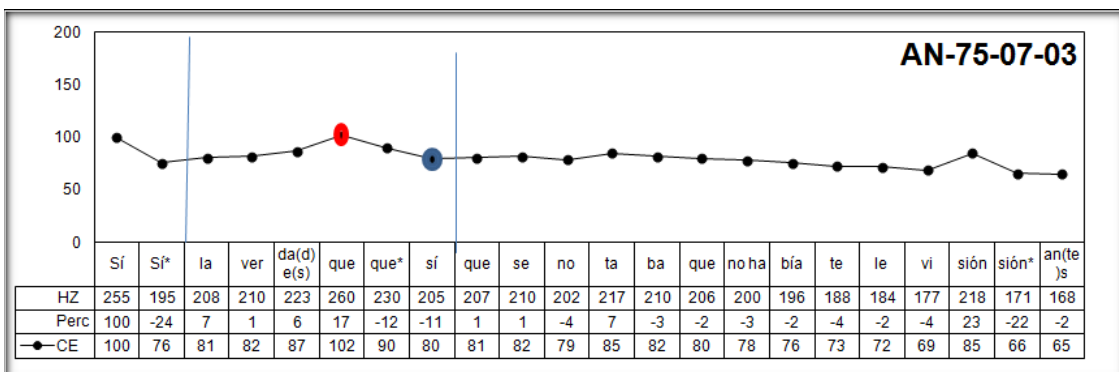 200
AN-75-07-03
150
100
50
0
Sí Sí* la ver da(d)e(s) que que* sí que se no ta ba que no ha bía te le vi sión sión* an(te)s
HZ 255 195 208 210 223 260 230 205 207 210 202 217 210 206 200 196 188 184 177 218 171 168
Perc 100 -24 7 1 6 17 -12 -11 1 1 -4 7 -3 -2 -3 -2 -4 -2 -4 23 -22 -2
CE 100 76 81 82 87 102 90 80 81 82 79 85 82 80 78 76 73 72 69 85 66 65